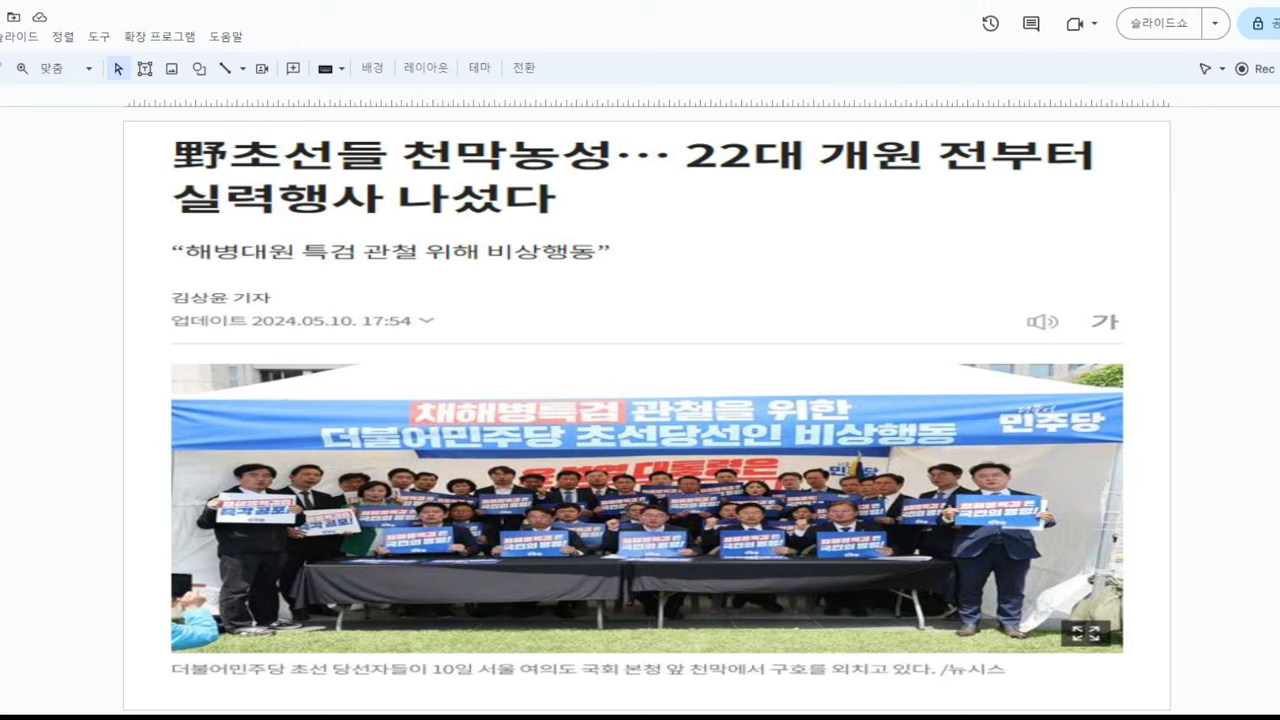 라이드 정렬 도구 확장 프로그램 도움말
슬라이드쇼
맞춤 배경 레이아웃 테마 전환 Rec
野초선들 천막농성… 22대 개원 전부터
실력행사 나섰다
“해병대원 특검 관철 위해 비상행동”
김상윤 기자
업데이트 2024.05.10. 17:54
가
채해병특검 관철을 위한
더불어민주당 초선당선인 비상행동
더불어 민주당
대통령은
더불어민주당 초선 당선자들이 10일 서울 여의도 국회 본청 앞 천막에서 구호를 외치고 있다. /뉴시스